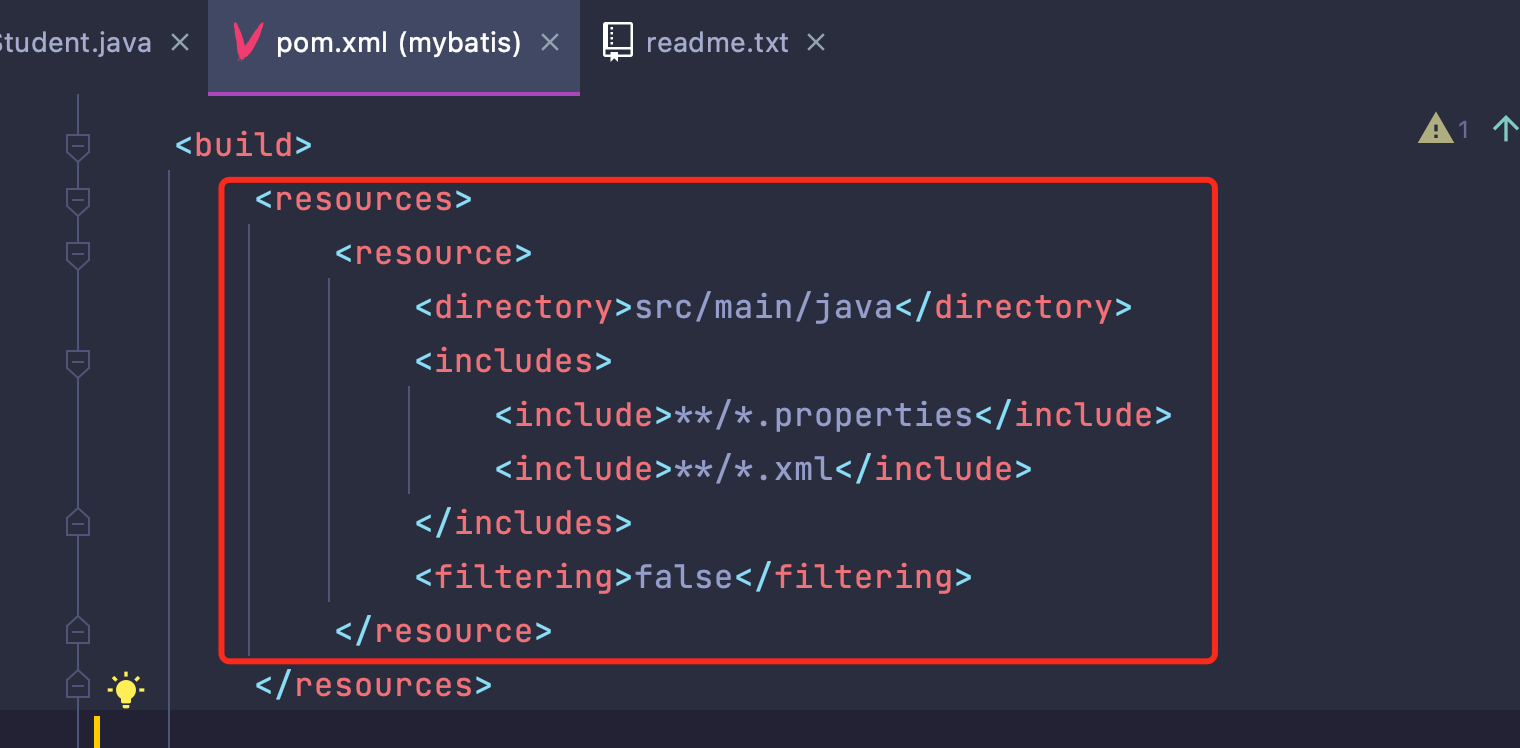 Student.java
pom.xml (mybatis)
readme.txt
1
<build>
<resources>
<resource>
<directory>src/main/java</directory>
<includes>
<include>**/*.properties</include>
<include>**/*.xml</include>
</includes>
<filtering>false</filtering>
</resource>
</resources>